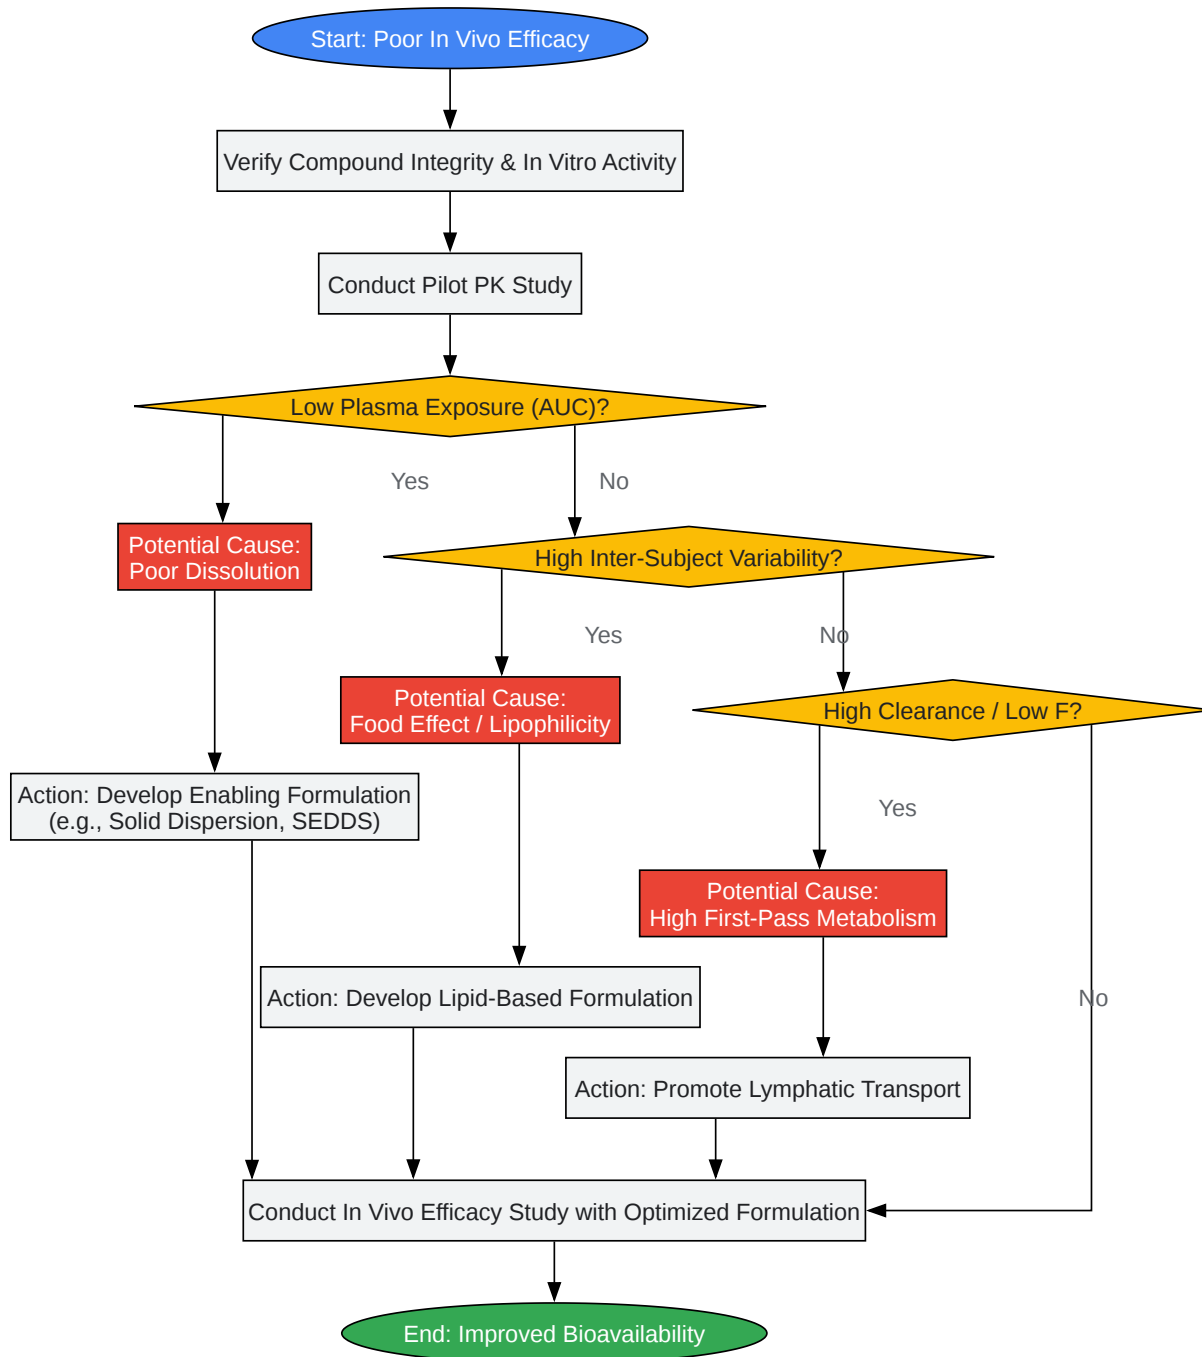 Start: Poor In Vivo Efficacy
Verify Compound Integrity & In Vitro Activity
Conduct Pilot PK Study
Low Plasma Exposure (AUC)?
Yes
No
Potential Cause:
Poor Dissolution
High Inter-Subject Variability?
Yes
No
Potential Cause:
Food Effect / Lipophilicity
High Clearance / Low F?
Action: Develop Enabling Formulation
(e.g., Solid Dispersion, SEDDS)
Yes
Potential Cause:
High First-Pass Metabolism
Action: Develop Lipid-Based Formulation
No
Action: Promote Lymphatic Transport
Conduct In Vivo Efficacy Study with Optimized Formulation
End: Improved Bioavailability